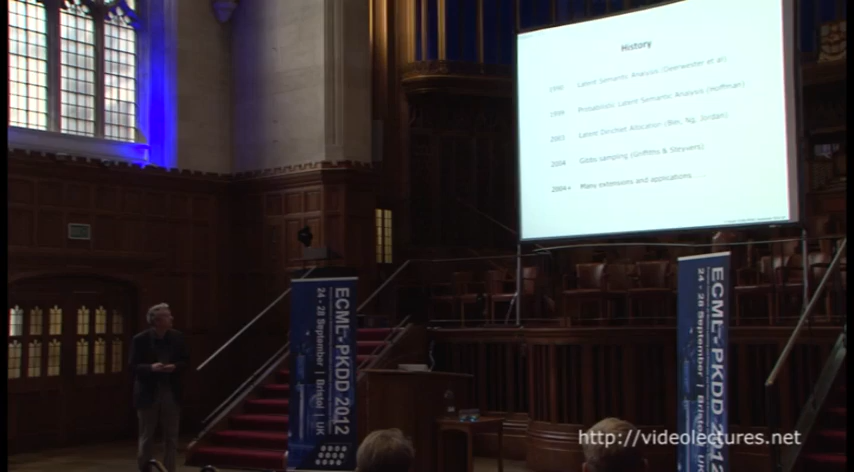 History
1990 Latent Semantic Analysis (Deerwester et al)
1999 Probabilistic Latent Semantic Analysis (Hoffman)
2003 Latent Dirichlet Allocation (Blei, Ng, Jordan)
2004 Gibbs sampling (Griffiths & Steyvers)
2004+ Many extensions and applications....
ECML-PKDD 2012
24 - 28 September | Bristol | UK
ECML-PKDD 2012
24 - 28 September | Bristol | UK
http://videolectures.net